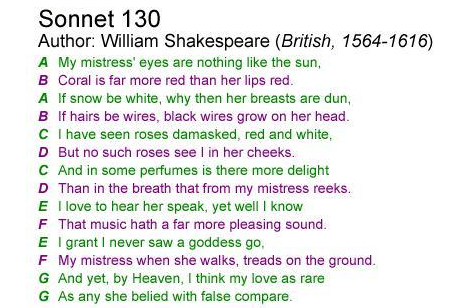 Sonnet 130
Author: William Shakespeare (British, 1564-1616)
A My mistress' eyes are nothing like the sun,
B Coral is far more red than her lips red.
A If snow be white, why then her breasts are dun,
B If hairs be wires, black wires grow on her head.
C I have seen roses damasked, red and white,
D But no such roses see I in her cheeks.
C And in some perfumes is there more delight
D Than in the breath that from my mistress reeks.
E I love to hear her speak, yet well I know
F That music hath a far more pleasing sound.
E I grant I never saw a goddess go,
F My mistress when she walks, treads on the ground.
G And yet, by Heaven, I think my love as rare
G As any she belied with false compare.